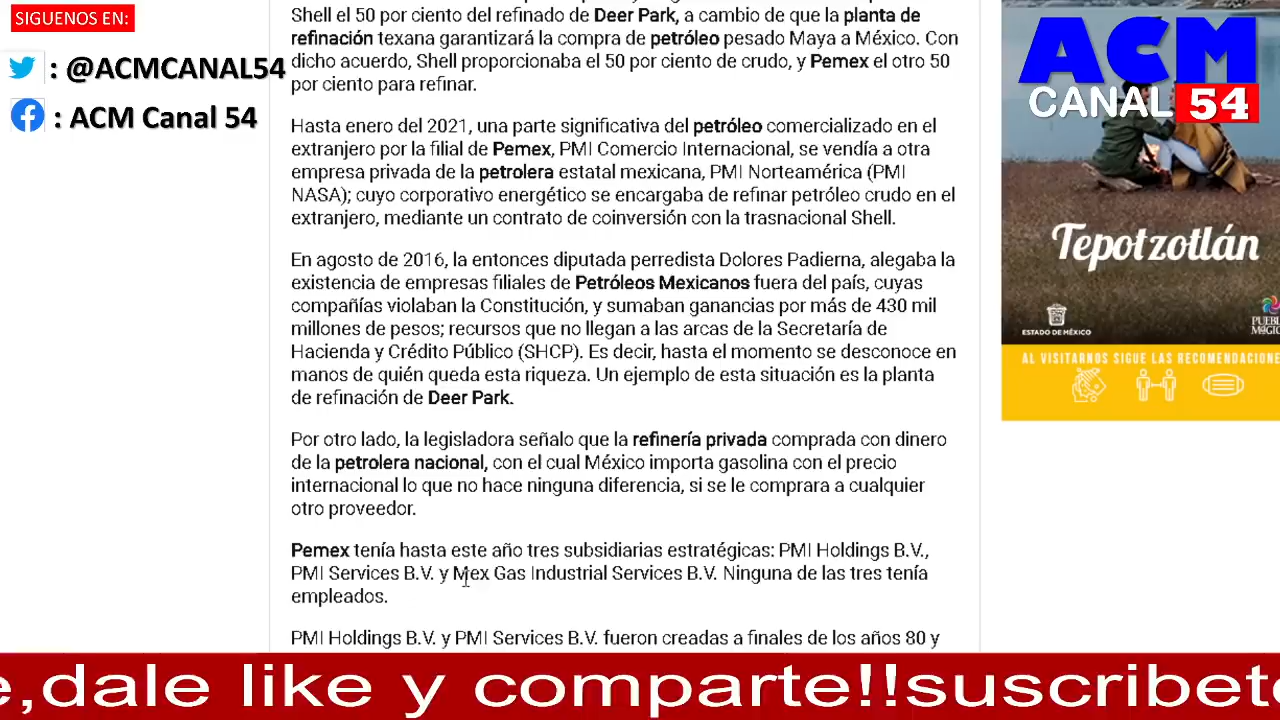 SIGUENOS EN:
: @ACMCANAL54
: ACM Canal 54
Shell el 50 por ciento del refinado de Deer Park, a cambio de que la planta de
refinación texana garantizará la compra de petróleo pesado Maya a México. Con
dicho acuerdo, Shell proporcionaba el 50 por ciento de crudo, y Pemex el otro 50
por ciento para refinar.
Hasta enero del 2021, una parte significativa del petróleo comercializado en el
extranjero por la filial de Pemex, PMI Comercio Internacional, se vendía a otra
empresa privada de la petrolera estatal mexicana, PMI Norteamérica (PMI
NASA); cuyo corporativo energético se encargaba de refinar petróleo crudo en el
extranjero, mediante un contrato de coinversión con la trasnacional Shell.
En agosto de 2016, la entonces diputada perredista Dolores Padierna, alegaba la
existencia de empresas filiales de Petróleos Mexicanos fuera del país, cuyas
compañías violaban la Constitución, y sumaban ganancias por más de 430 mil
millones de pesos; recursos que no llegan a las arcas de la Secretaría de
Hacienda y Crédito Público (SHCP). Es decir, hasta el momento se desconoce en
manos de quién queda esta riqueza. Un ejemplo de esta situación es la planta
de refinación de Deer Park.
Por otro lado, la legisladora señalo que la refinería privada comprada con dinero
de la petrolera nacional, con el cual México importa gasolina con el precio
internacional lo que no hace ninguna diferencia, si se le comprara a cualquier
otro proveedor.
Pemex tenía hasta este año tres subsidiarias estratégicas: PMI Holdings B.V.,
PMI Services B.V. y Mex Gas Industrial Services B.V. Ninguna de las tres tenía
empleados.
PMI Holdings B.V. y PMI Services B.V. fueron creadas a finales de los años 80 y
ACM
CANAL 54
Tepotzotlán
ESTADO DE MÉXICO
PUEBL
MÁGIC
AL VISITARNOS SIGUE LAS RECOMENDACIONE
e,dale like y comparte!!suscribete